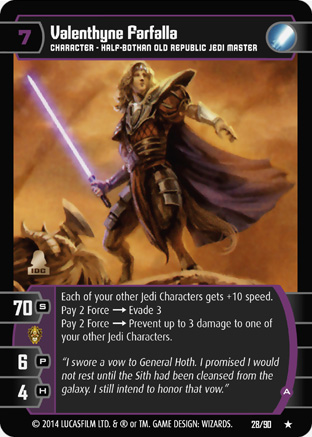 7 Valenthyne Farfalla
CHARACTER - HALF-BOTHAN OLD REPUBLIC JEDI MASTER
IDC
Each of your other Jedi Characters gets +10 speed.
70 S
Pay 2 Force → Evade 3
Pay 2 Force → Prevent up to 3 damage to one of
your other Jedi Characters.
6 P
"I swore a vow to General Hoth. I promised I would
not rest until the Sith had been cleansed from the
4 H
galaxy. I still intend to honor that vow."
A
© 2014 LUCASFILM LTD. & ® OR TM. GAME DESIGN: WIZARDS. 28/90 ★